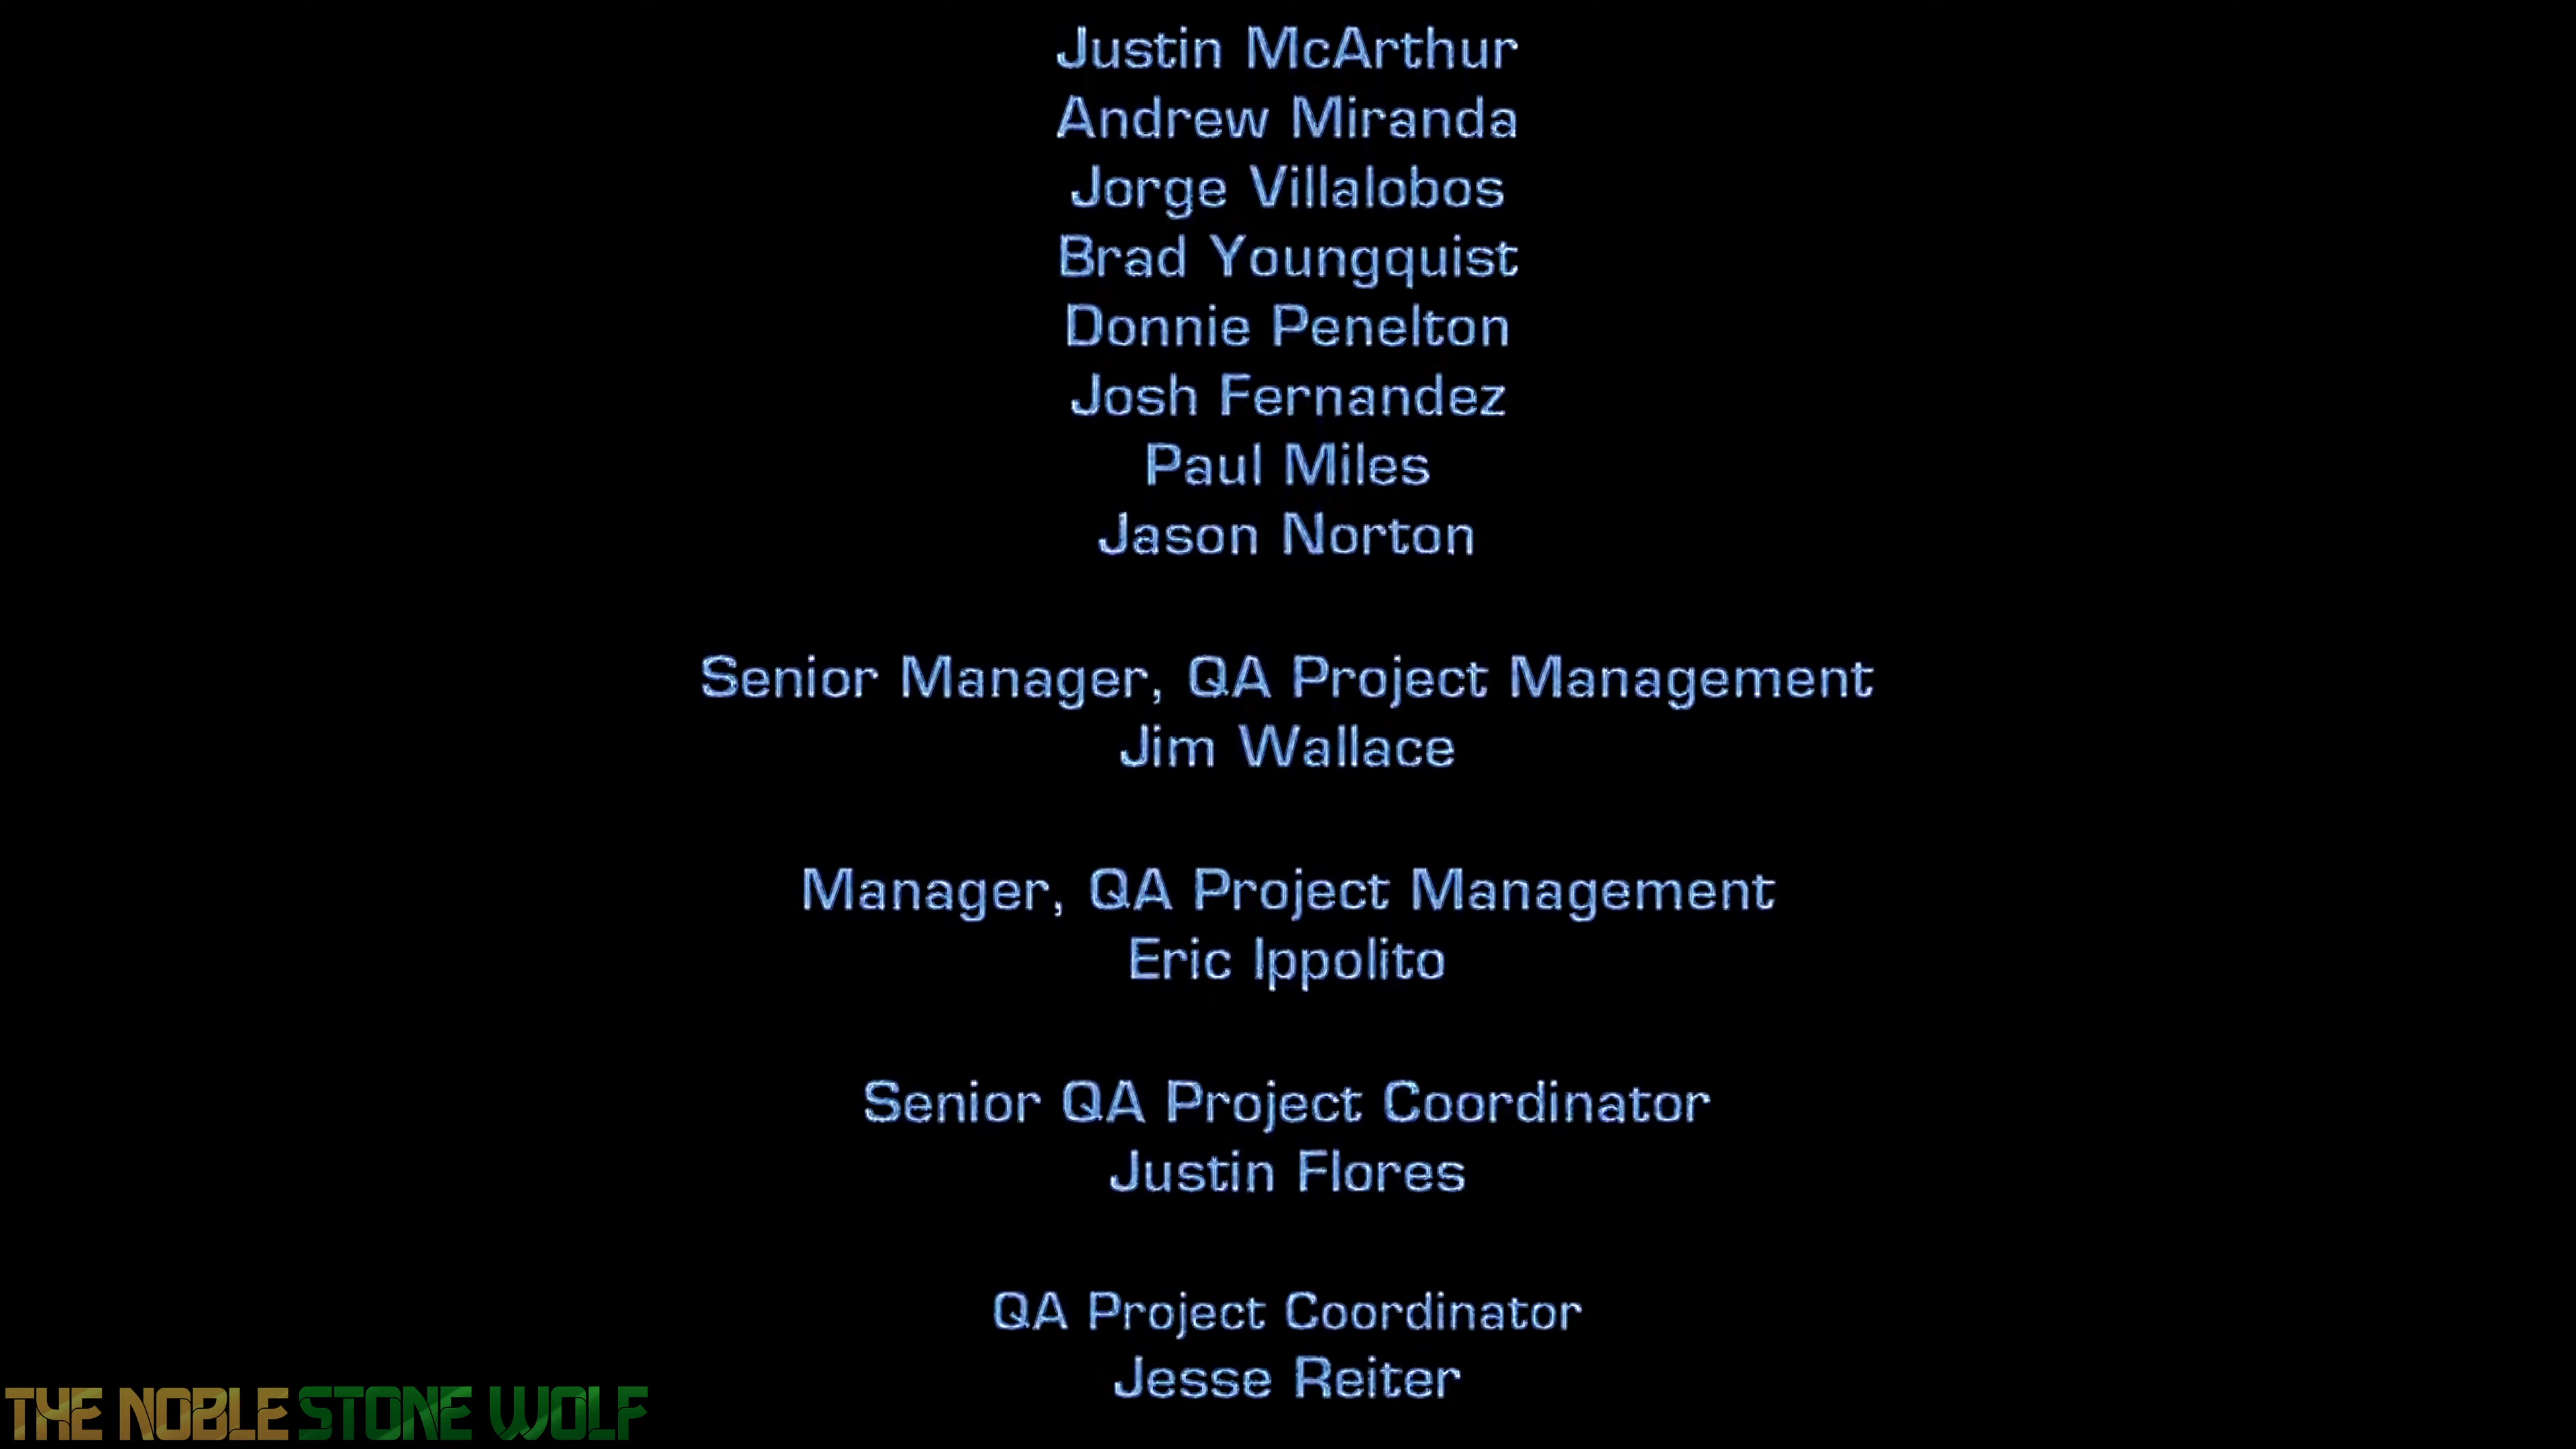 Justin McArthur
Andrew Miranda
Jorge Villalobos
Brad Youngquist
Donnie Penelton
Josh Fernandez
Paul Miles
Jason Norton
Senior Manager, QA Project Management
Jim Wallace
Manager, QA Project Management
Eric Ippolito
Senior QA Project Coordinator
Justin Flores
QA Project Coordinator
Jesse Reiter
THE NOBLE STONE WOLF